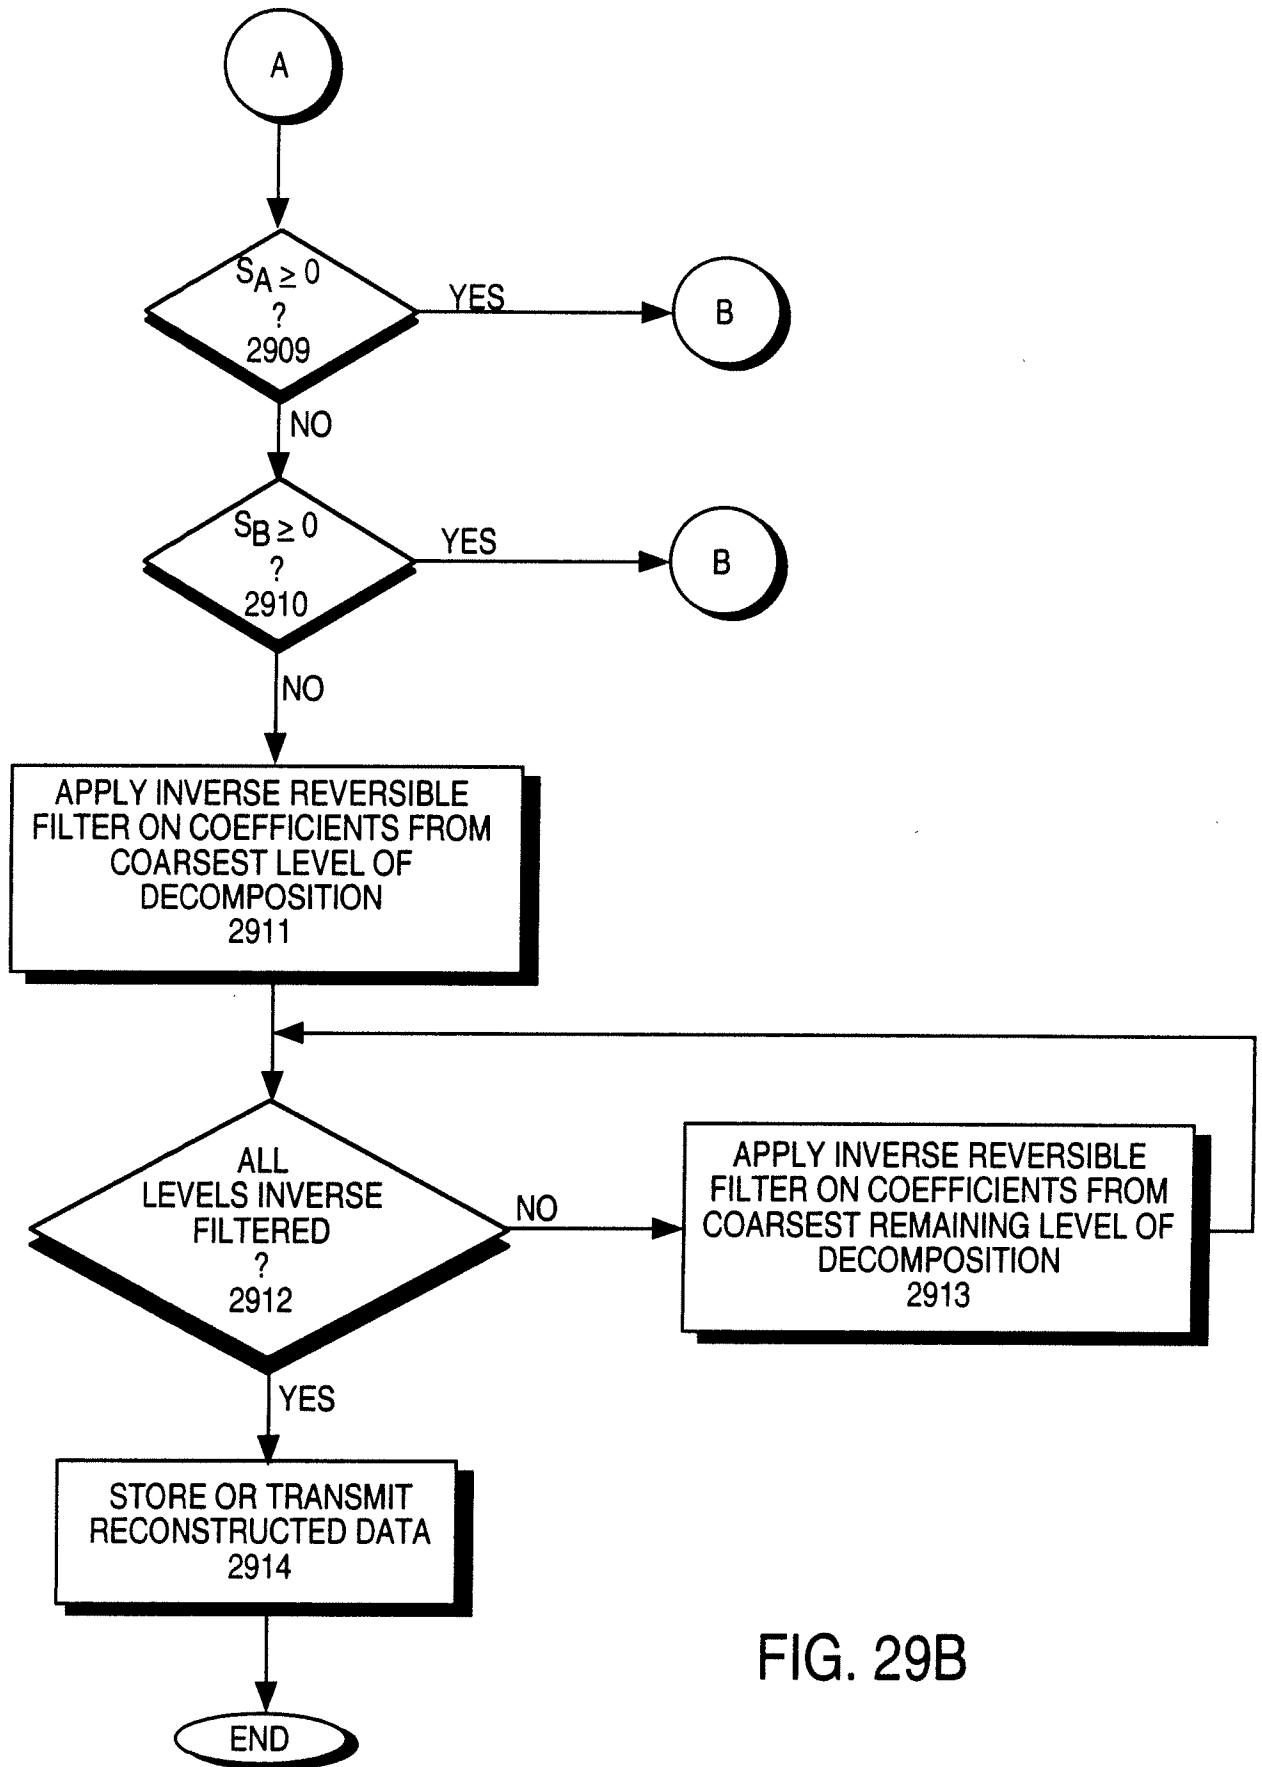 A
SA ≥ 0
?
2909
YES
B
NO
SB ≥ 0
?
2910
YES
B
NO
APPLY INVERSE REVERSIBLE
FILTER ON COEFFICIENTS FROM
COARSEST LEVEL OF
DECOMPOSITION
2911
ALL
LEVELS INVERSE
FILTERED
?
2912
NO
APPLY INVERSE REVERSIBLE
FILTER ON COEFFICIENTS FROM
COARSEST REMAINING LEVEL OF
DECOMPOSITION
2913
YES
STORE OR TRANSMIT
RECONSTRUCTED DATA
2914
END
FIG. 29B